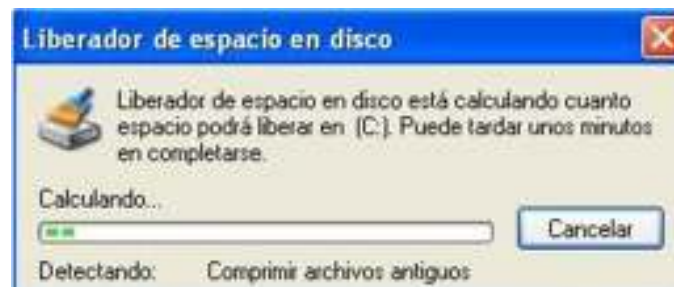 Liberador de espacio en disco
Liberador de espacio en disco está calculando cuanto
espacio podrá liberar en (C:). Puede tardar unos minutos
en completarse.
Calculando...
Cancelar
Detectando: Comprimir archivos antiguos